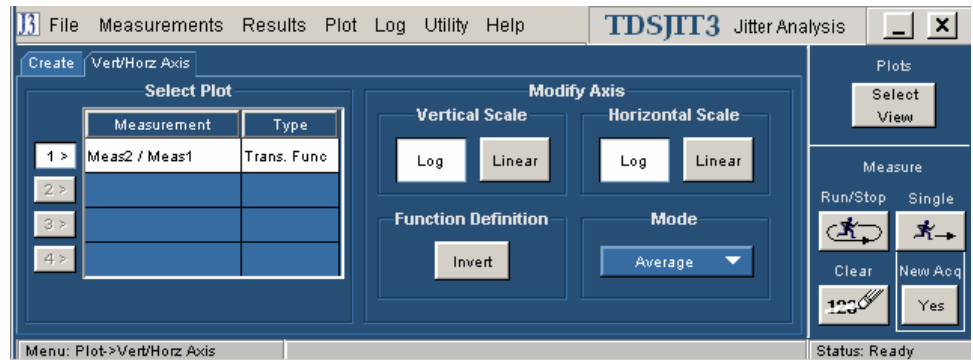 J3 File Measurements Results Plot Log Utility Help TDSJIT3 Jitter Analysis
Create Vert/Horz Axis
Select Plot
Measurement Type
1 > Meas2 / Meas1 Trans. Func
2 >
3 >
4 >
Modify Axis
Vertical Scale
Log Linear
Horizontal Scale
Log Linear
Function Definition
Invert
Mode
Average
Plots
Select
View
Measure
Run/Stop Single
Clear New Acq
123 Yes
Menu: Plot->Vert/Horz Axis Status: Ready